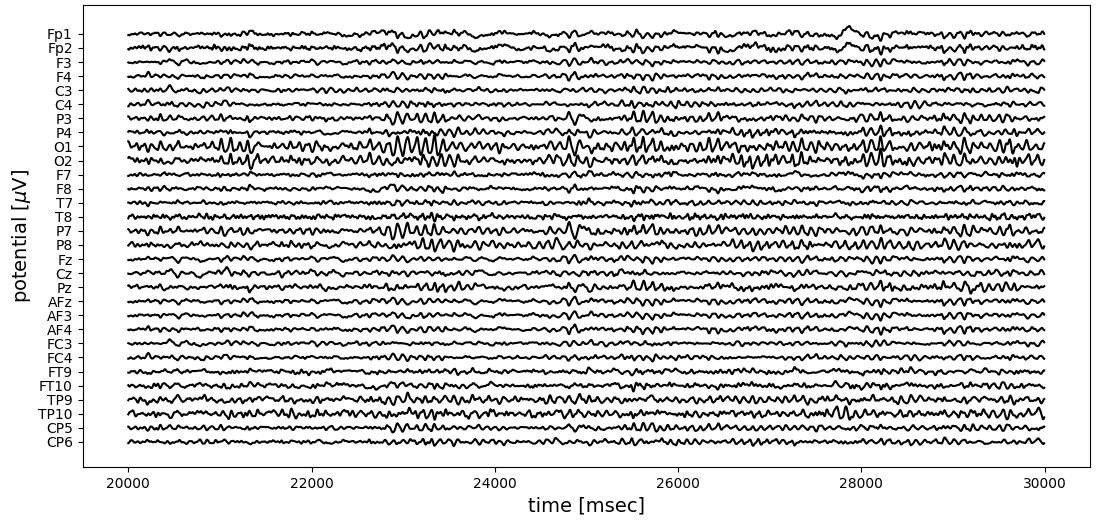 Fp1
Fp2
F3
F4
C3
C4
P3
P4
O1
O2
F7
F8
T7
T8
P7
P8
Fz
Cz
Pz
AFz
AF3
AF4
FC3
FC4
FT9
FT10
TP9
TP10
CP5
CP6
potential [μV]
20000 22000 24000 26000 28000 30000
time [msec]